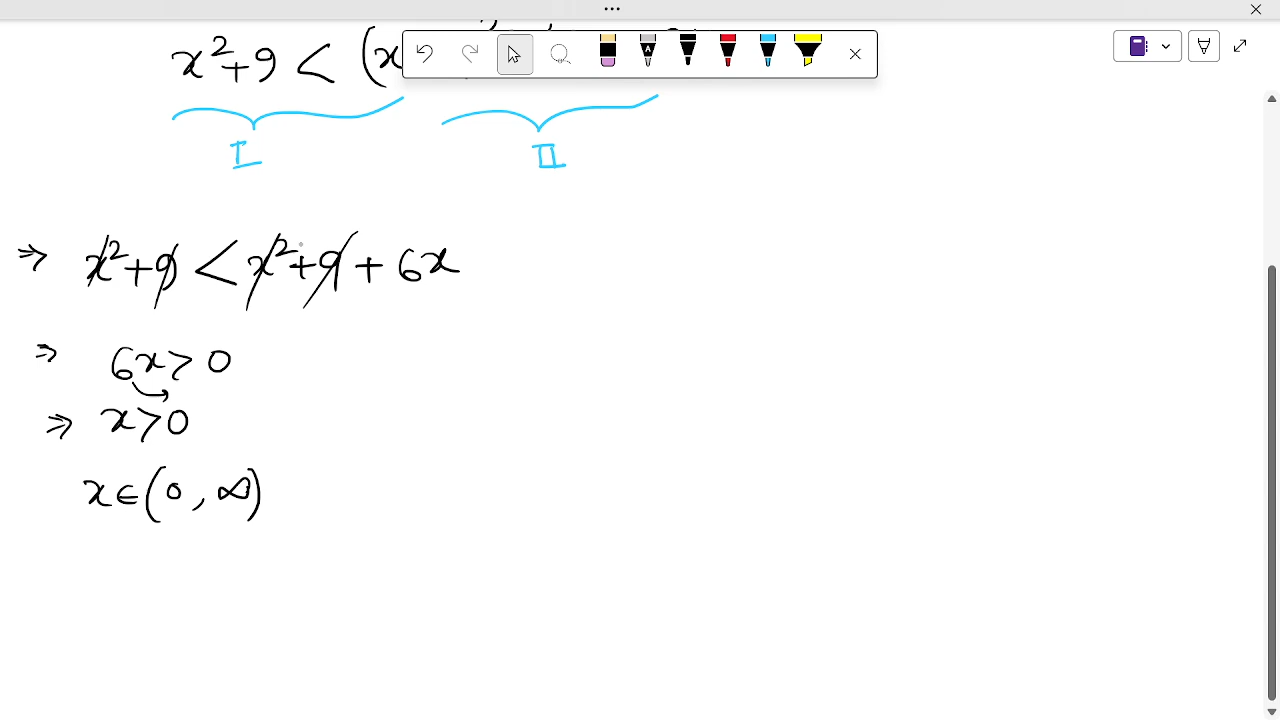 x²+9 < (x
I II
⇒ x²+9 < x²+9 + 6x
⇒ 6x > 0
⇒ x > 0
x ∈ (0, ∞)